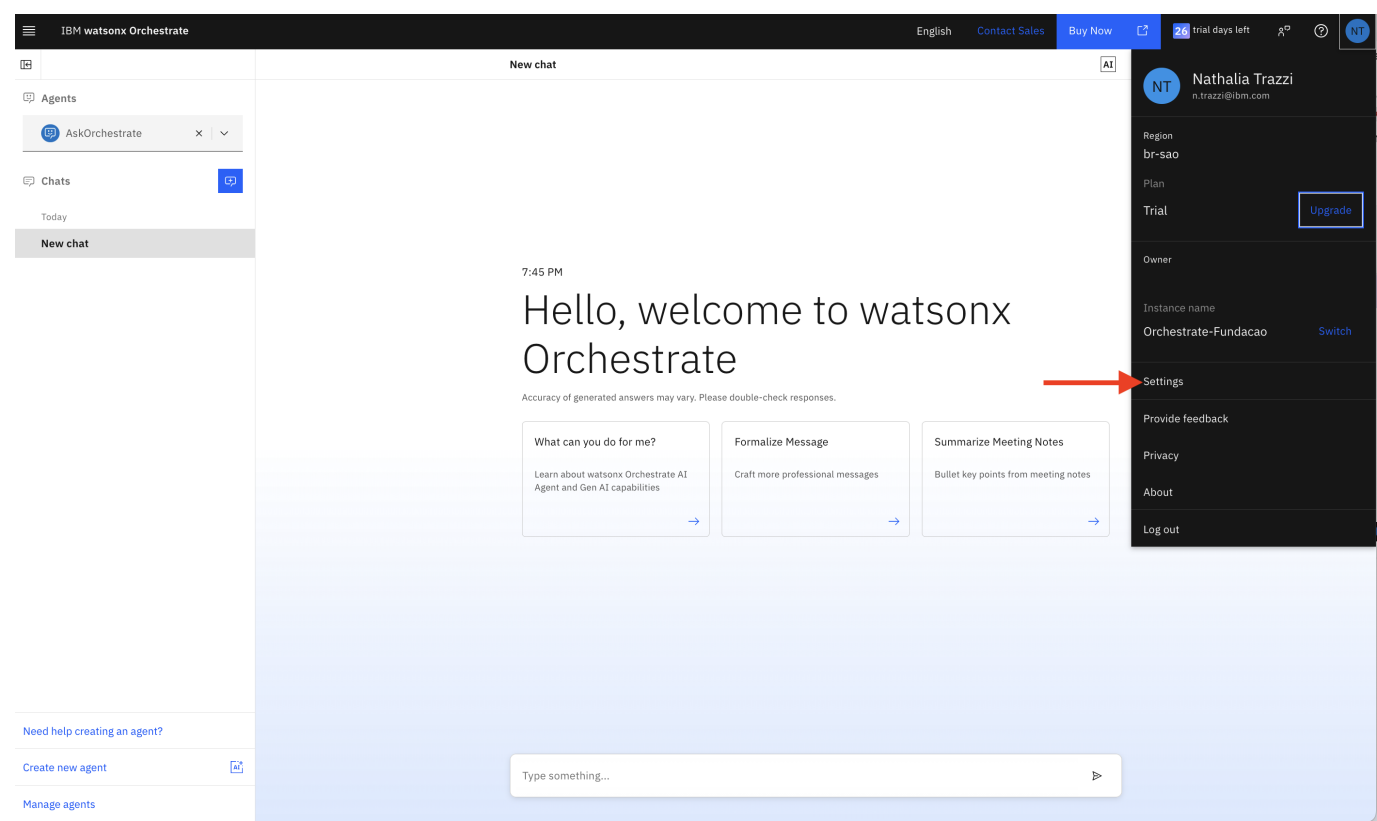 IBM watsonx Orchestrate
English
Contact Sales
Buy Now
26 trial days left
NT
New chat
AI
Agents
AskOrchestrate
Chats
Today
New chat
7:45 PM
Hello, welcome to watsonx
Orchestrate
Accuracy of generated answers may vary. Please double-check responses.
What can you do for me?
Learn about watsonx Orchestrate AI
Agent and Gen AI capabilities
Formalize Message
Craft more professional messages
Summarize Meeting Notes
Bullet key points from meeting notes
Type something...
Need help creating an agent?
Create new agent
AI
Manage agents
NT
Nathalia Trazzi
n.trazzi@ibm.com
Region
br-sao
Plan
Trial
Upgrade
Owner
Instance name
Orchestrate-Fundacao
Switch
Settings
Provide feedback
Privacy
About
Log out